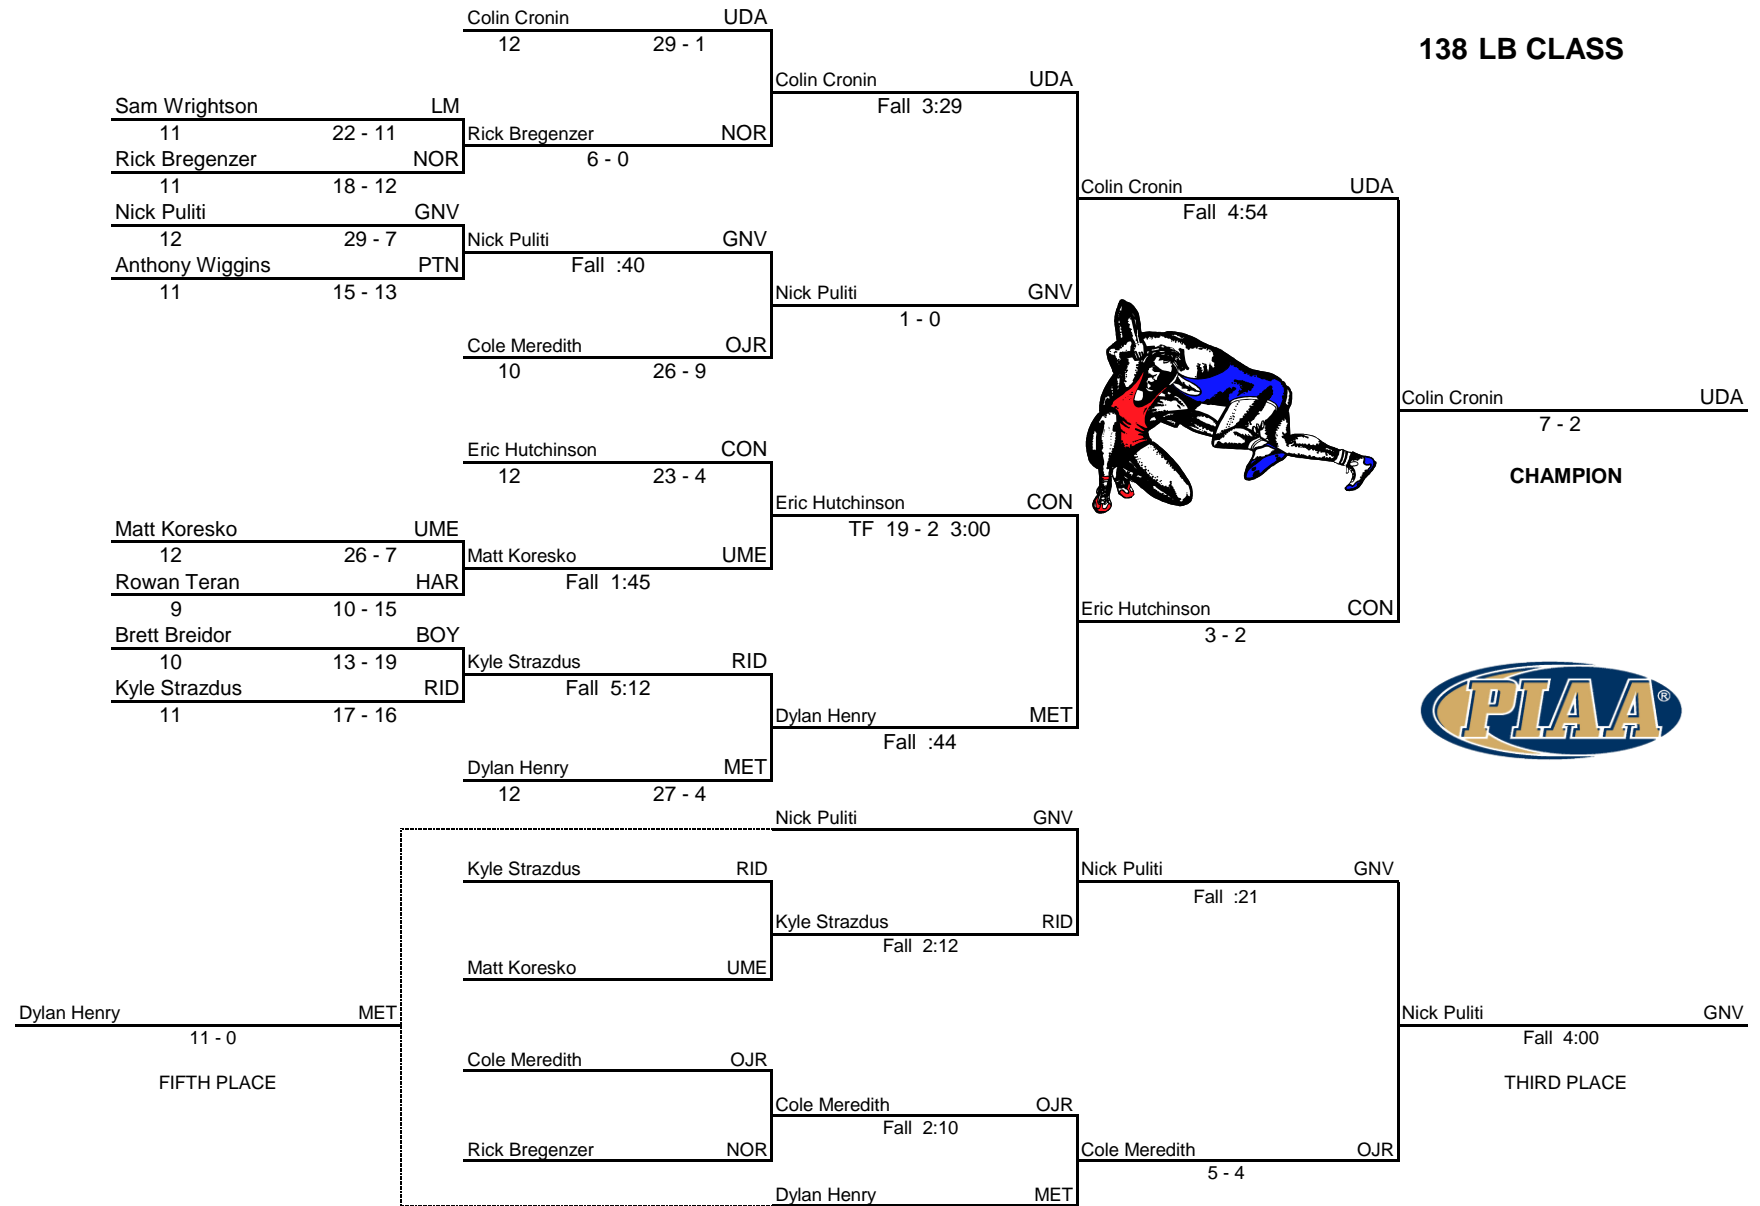 Colin Cronin UDA
12 29 - 1
138 LB CLASS
Colin Cronin UDA
Fall 3:29
Sam Wrightson LM
11 22 - 11
Rick Bregenzer NOR
6 - 0
Rick Bregenzer NOR
11 18 - 12
Colin Cronin UDA
Fall 4:54
Nick Puliti GNV
12 29 - 7
Nick Puliti GNV
Fall :40
Anthony Wiggins PTN
11 15 - 13
Nick Puliti GNV
1 - 0
Cole Meredith OJR
10 26 - 9
Colin Cronin UDA
7 - 2
CHAMPION
Eric Hutchinson CON
12 23 - 4
Eric Hutchinson CON
TF 19 - 2 3:00
Matt Koresko UME
12 26 - 7
Matt Koresko UME
Fall 1:45
Rowan Teran HAR
9 10 - 15
Eric Hutchinson CON
3 - 2
Brett Breidor BOY
10 13 - 19
Kyle Strazdus RID
Fall 5:12
Kyle Strazdus RID
11 17 - 16
PIAA®
Dylan Henry MET
Fall :44
Dylan Henry MET
12 27 - 4
Nick Puliti GNV
Kyle Strazdus RID
Nick Puliti GNV
Fall :21
Kyle Strazdus RID
Fall 2:12
Matt Koresko UME
Dylan Henry MET
11 - 0
FIFTH PLACE
Nick Puliti GNV
Fall 4:00
THIRD PLACE
Cole Meredith OJR
Cole Meredith OJR
Fall 2:10
Rick Bregenzer NOR
Cole Meredith OJR
5 - 4
Dylan Henry MET